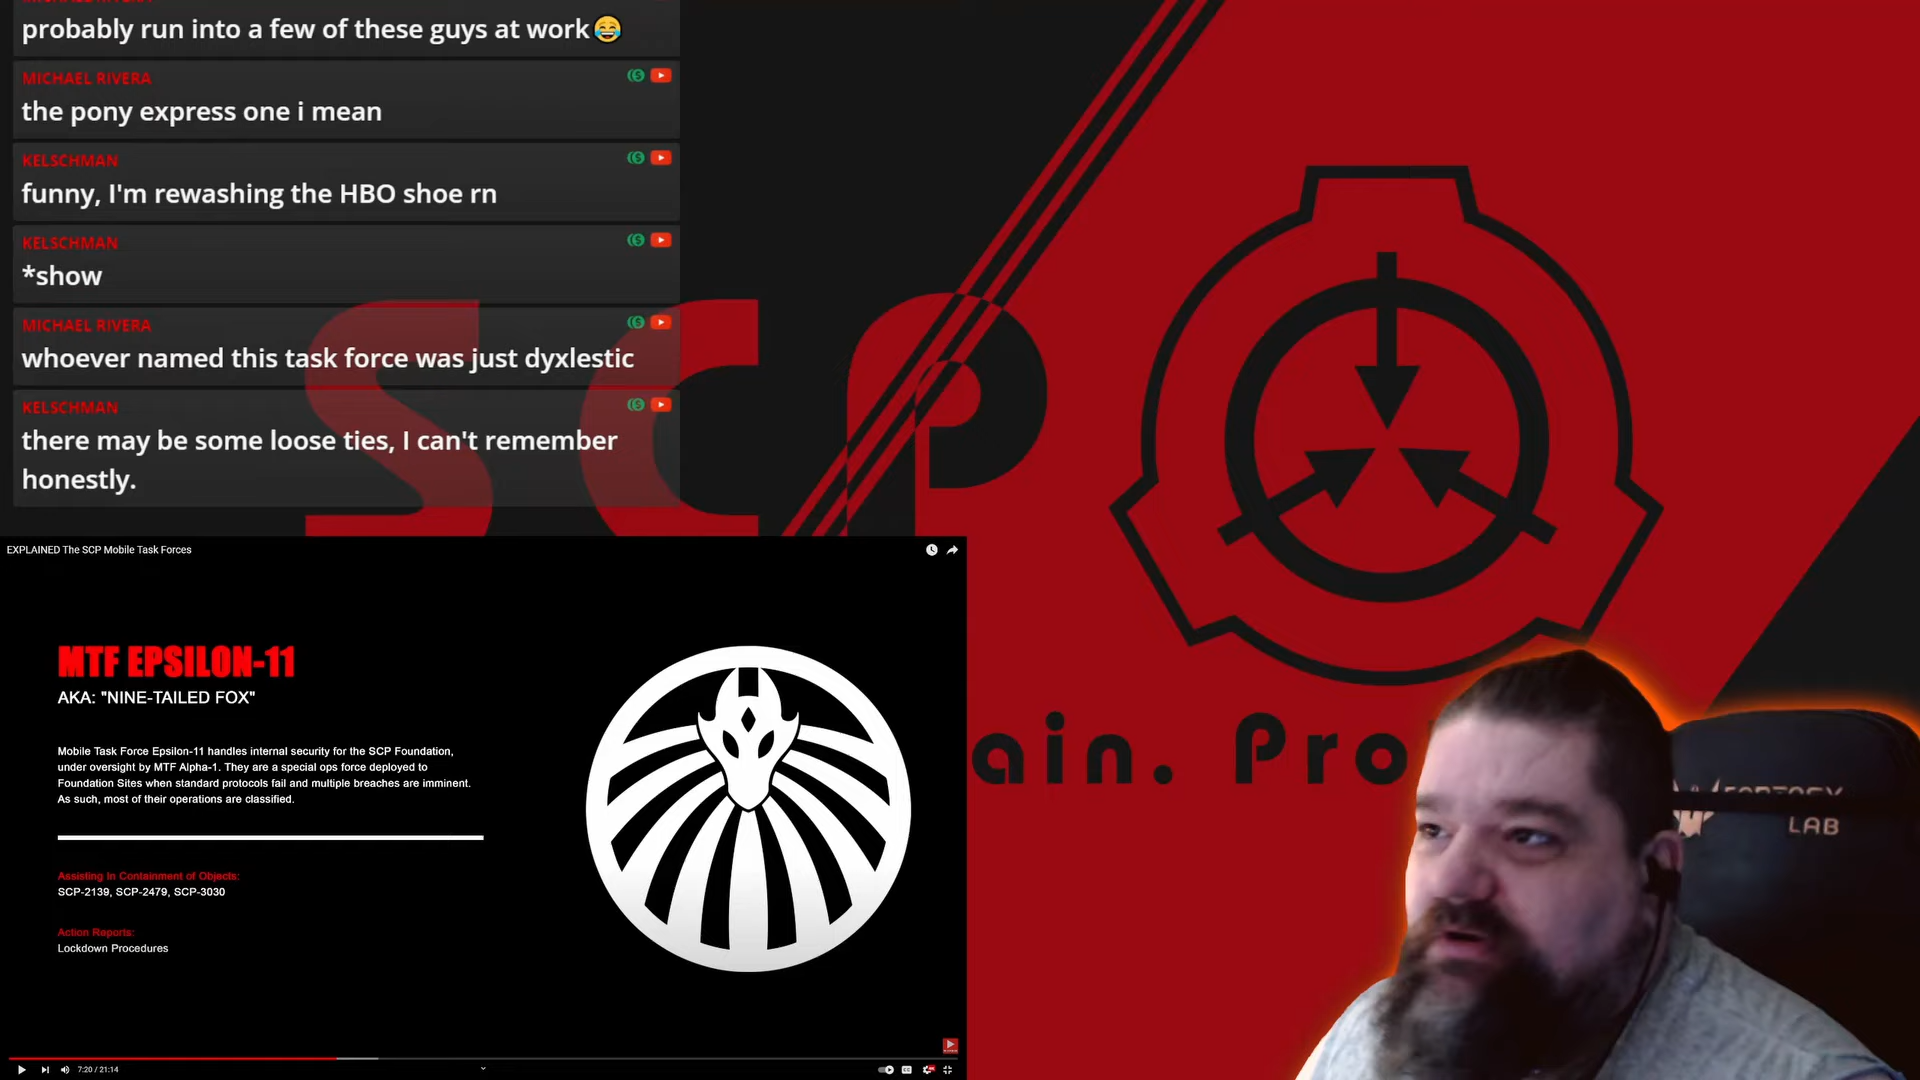 probably run into a few of these guys at work😂
MICHAEL RIVERA
the pony express one i mean
KELSCHMAN
funny, I'm rewashing the HBO shoe rn
KELSCHMAN
*show
MICHAEL RIVERA
whoever named this task force was just dyxlestic
KELSCHMAN
there may be some loose ties, I can't remember
honestly.
SCP
EXPLAINED The SCP Mobile Task Forces
MTF EPSILON-11
AKA: "NINE-TAILED FOX"
Mobile Task Force Epsilon-11 handles internal security for the SCP Foundation,
under oversight by MTF Alpha-1. They are a special ops force deployed to
Foundation Sites when standard protocols fail and multiple breaches are imminent.
As such, most of their operations are classified.
Assisting In Containment of Objects:
SCP-2139, SCP-2479, SCP-3030
Action Reports:
Lockdown Procedures
7:20 / 21:14
ain. Pro
LAB